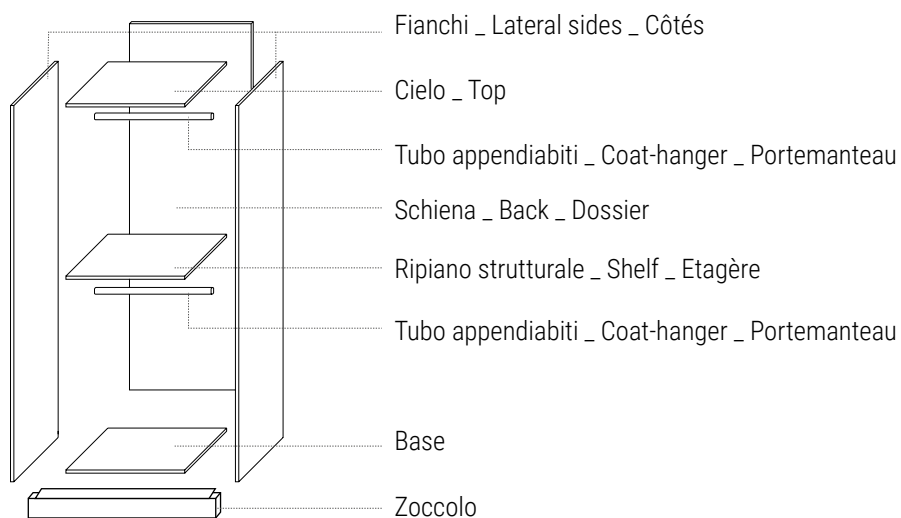 Fianchi _ Lateral sides _ Côtés
Cielo _ Top
Tubo appendiabiti _ Coat-hanger _ Portemanteau
Schiena _ Back _ Dossier
Ripiano strutturale _ Shelf _ Etagère
Tubo appendiabiti _ Coat-hanger _ Portemanteau
Base
Zoccolo